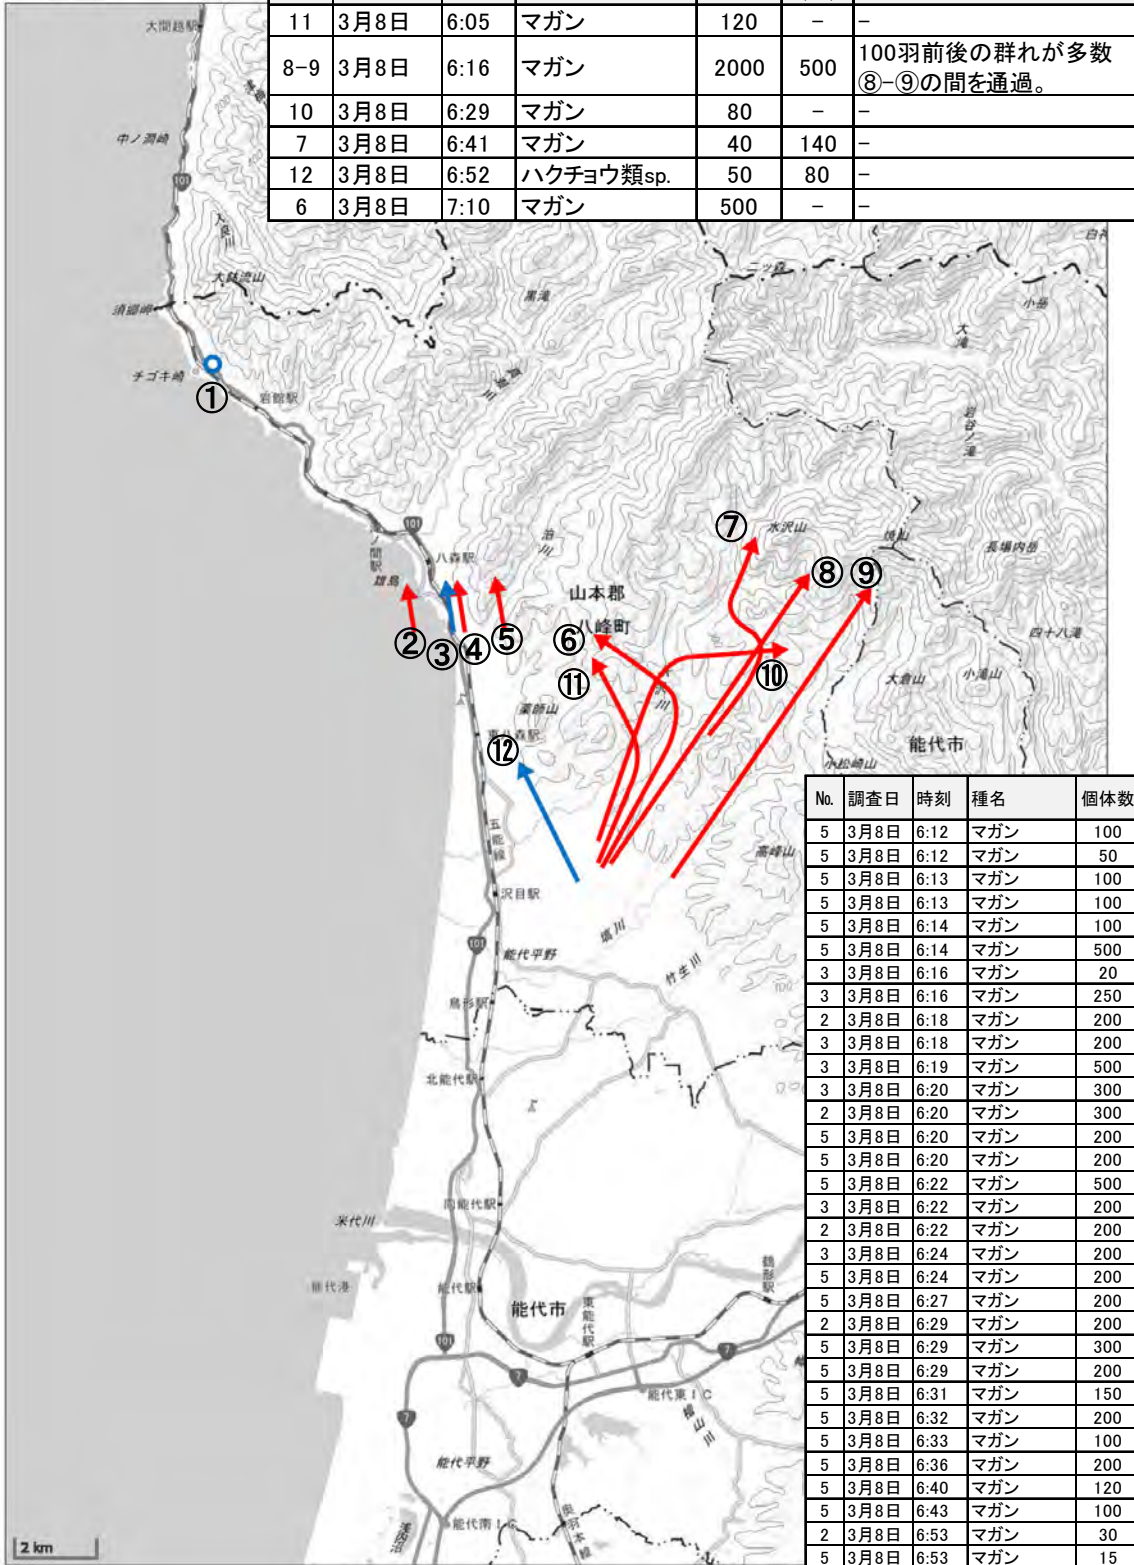 11 3月8日 6:05 マガン 120 - -
8-9 3月8日 6:16 マガン 2000 500 100羽前後の群れが多数
⑧-⑨の間を通過。
10 3月8日 6:29 マガン 80 - -
7 3月8日 6:41 マガン 40 140 -
12 3月8日 6:52 ハクチョウ類sp. 50 80 -
6 3月8日 7:10 マガン 500 - -
大間越駅
中ノ澗崎
101
入良川
大鉢流山
須郷岬
チゴキ崎
①
岩館駅
黒滝
真瀬川
二ツ森
小岳
大滝
岩谷ノ滝
101
八森駅
雄島
泊川
⑦
水沢山
焼山
長場内岳
⑧
⑨
山本郡
八峰町
②
③
④
⑤
⑥
⑩
⑪
四十八滝
大倉山
小滝山
薬師山
東八森駅
⑫
能代市
小松崎山
五能線
高峰山
沢目駅
101
塙川
能代平野
竹生川
鳥形駅
北能代駅
向能代駅
米代川
能代港
能代駅
能代市
東能代駅
鶴形駅
101
7
7
7
能代東IC
檜山川
能代平野
浅内沼
能代南IC
奥羽本線
2 km
No. 調査日 時刻 種名 個体数
5 3月8日 6:12 マガン 100
5 3月8日 6:12 マガン 50
5 3月8日 6:13 マガン 100
5 3月8日 6:13 マガン 100
5 3月8日 6:14 マガン 100
5 3月8日 6:14 マガン 500
3 3月8日 6:16 マガン 20
3 3月8日 6:16 マガン 250
2 3月8日 6:18 マガン 200
3 3月8日 6:18 マガン 200
3 3月8日 6:19 マガン 500
3 3月8日 6:20 マガン 300
2 3月8日 6:20 マガン 300
5 3月8日 6:20 マガン 200
5 3月8日 6:20 マガン 200
5 3月8日 6:22 マガン 500
3 3月8日 6:22 マガン 200
2 3月8日 6:22 マガン 200
3 3月8日 6:24 マガン 200
5 3月8日 6:24 マガン 200
5 3月8日 6:27 マガン 200
2 3月8日 6:29 マガン 200
5 3月8日 6:29 マガン 300
5 3月8日 6:29 マガン 200
5 3月8日 6:31 マガン 150
5 3月8日 6:32 マガン 200
5 3月8日 6:33 マガン 100
5 3月8日 6:36 マガン 200
5 3月8日 6:40 マガン 120
5 3月8日 6:43 マガン 100
2 3月8日 6:53 マガン 30
5 3月8日 6:53 マガン 15